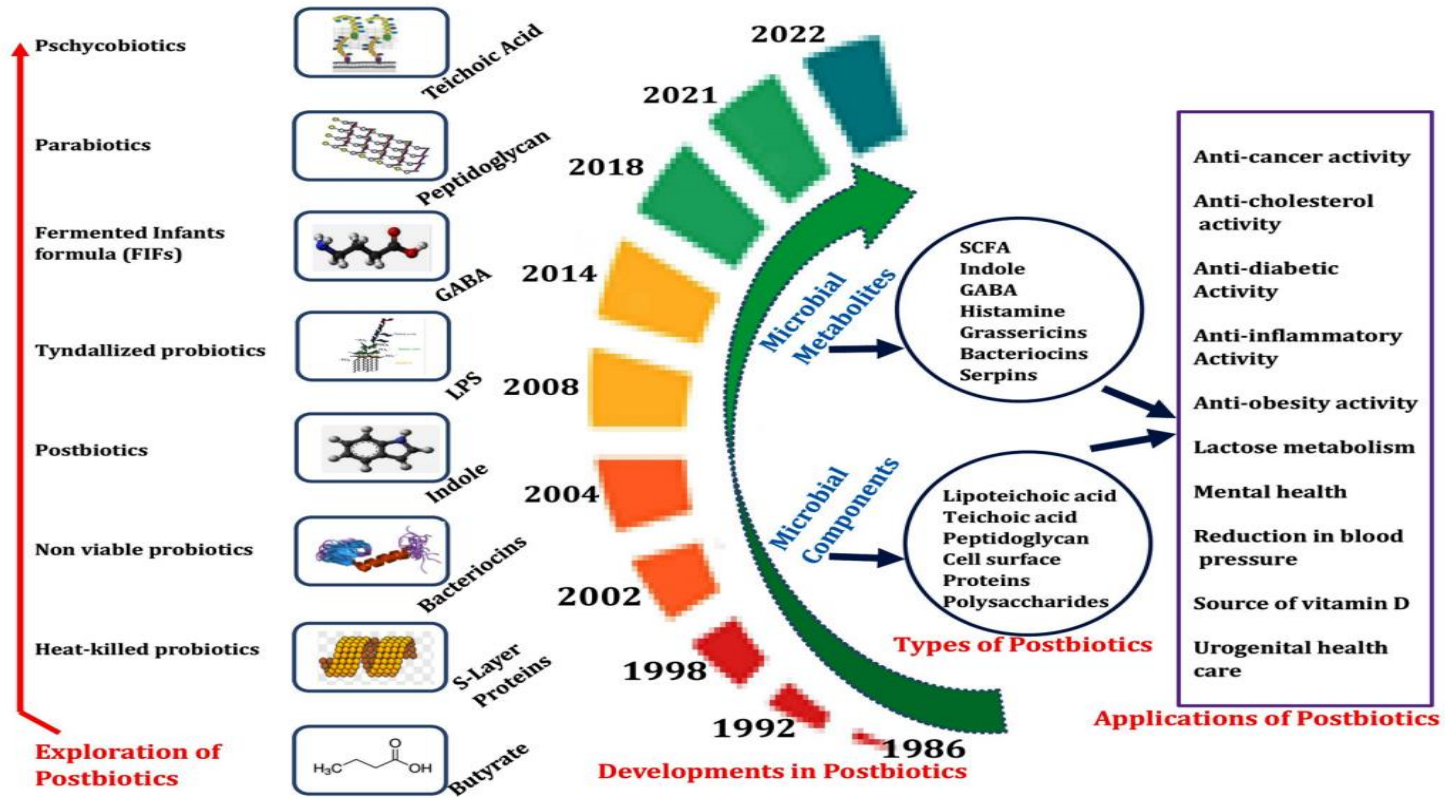 Pschycobiotics
Parabiotics
Fermented Infants
formula (FIFs)
Tyndallized probiotics
Postbiotics
Non viable probiotics
Heat-killed probiotics
Exploration of
Postbiotics
Teichoic Acid
Peptidoglycan
GABA
LPS
Indole
Bacteriocins
S-Layer
Proteins
H₃C
O
OH
Butyrate
2022
2021
2018
2014
2008
2004
2002
1998
1992
1986
Developments in Postbiotics
Microbial
Metabolites
SCFA
Indole
GABA
Histamine
Grassericins
Bacteriocins
Serpins
Microbial
Components
Lipoteichoic acid
Teichoic acid
Peptidoglycan
Cell surface
Proteins
Polysaccharides
Types of Postbiotics
Anti-cancer activity
Anti-cholesterol
activity
Anti-diabetic
Activity
Anti-inflammatory
Activity
Anti-obesity activity
Lactose metabolism
Mental health
Reduction in blood
pressure
Source of vitamin D
Urogenital health
care
Applications of Postbiotics